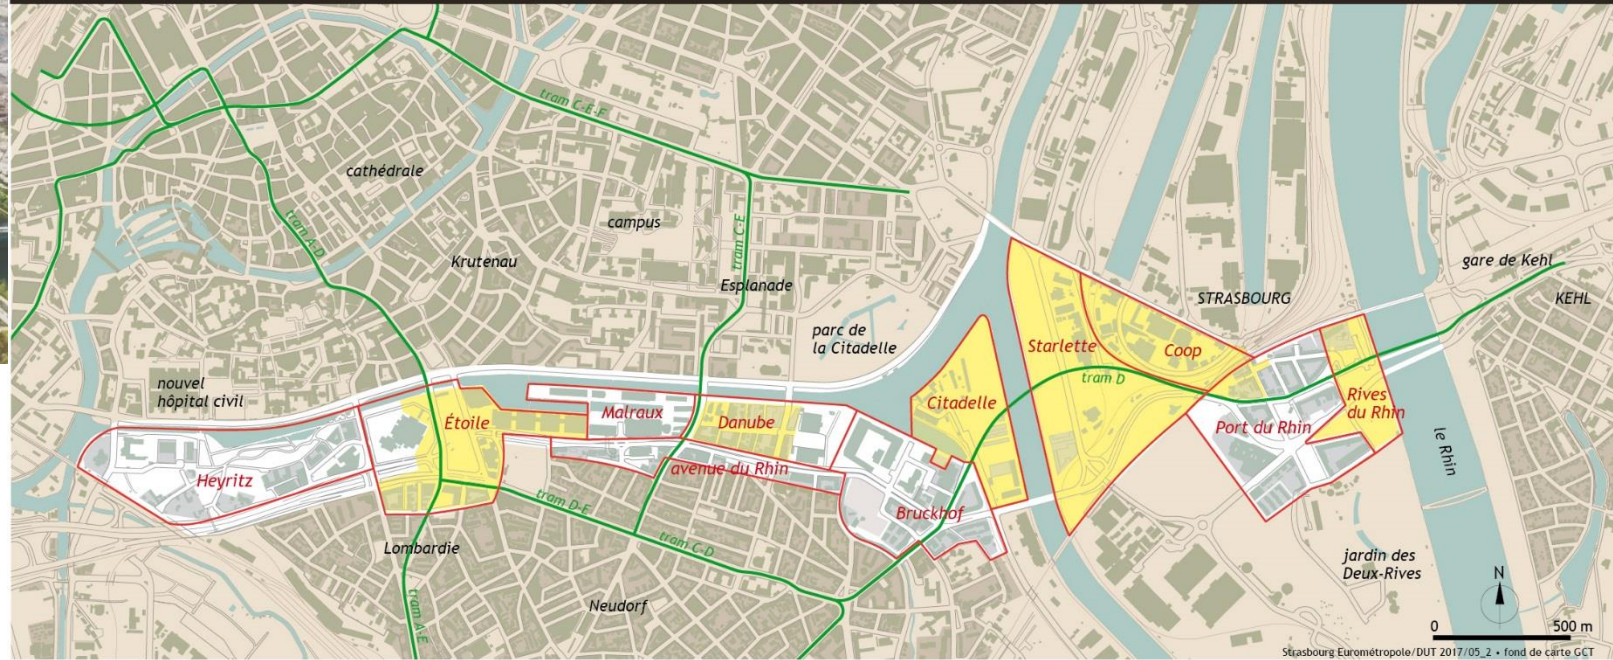 tram C-E-F
cathédrale
tram A-D
campus
tram C-E
Krutenau
Esplanade
gare de Kehl
STRASBOURG
KEHL
parc de
la Citadelle
Starlette
Coop
nouvel
hôpital civil
tram D
Étoile
Malraux
Danube
Citadelle
Rives
du Rhin
Port du Rhin
le Rhin
Heyritz
avenue du Rhin
tram D-E
Bruckhof
tram C-D
Lombardie
jardin des
Deux-Rives
Neudorf
tram A-E
N
0 500 m
Strasbourg Eurométropole/DUT 2017/05_2 • fond de carte GCT